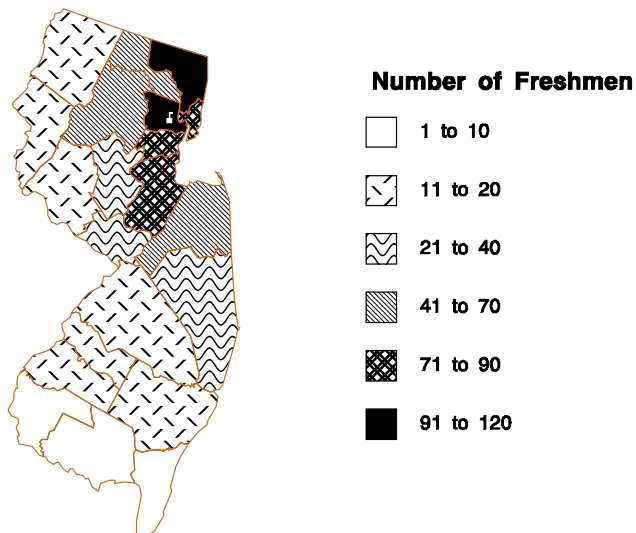 Number of Freshmen
1 to 10
11 to 20
21 to 40
41 to 70
71 to 90
91 to 120